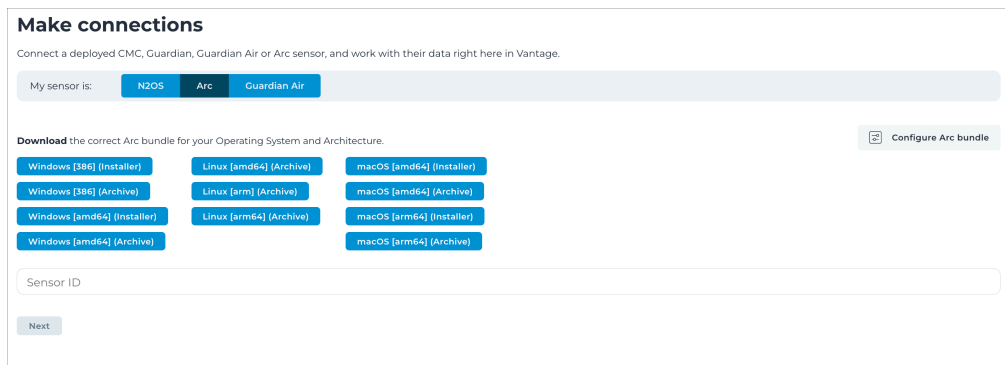 Make connections
Connect a deployed CMC, Guardian, Guardian Air or Arc sensor, and work with their data right here in Vantage.
My sensor is: N2OS Arc Guardian Air
Download the correct Arc bundle for your Operating System and Architecture.
Configure Arc bundle
Windows [386] (Installer) Linux [amd64] (Archive) macOS [amd64] (Installer)
Windows [386] (Archive) Linux [arm] (Archive) macOS [amd64] (Archive)
Windows [amd64] (Installer) Linux [arm64] (Archive) macOS [arm64] (Installer)
Windows [amd64] (Archive) macOS [arm64] (Archive)
Sensor ID
Next